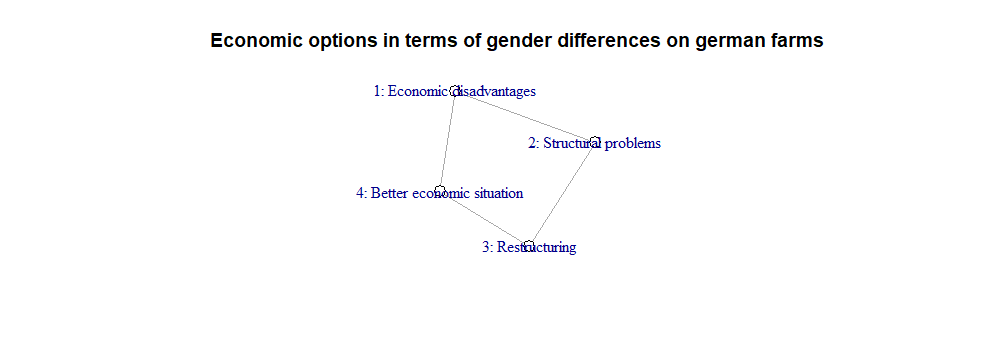 Economic options in terms of gender differences on german farms
1: Economic disadvantages
2: Structural problems
4: Better economic situation
3: Restructuring